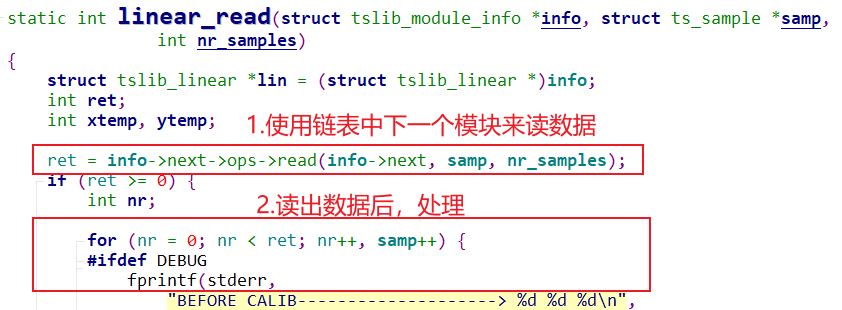 static int linear_read(struct tslib_module_info *info, struct ts_sample *samp,
int nr_samples)
{
struct tslib_linear *lin = (struct tslib_linear *)info;
int ret;
int xtemp, ytemp;
1.使用链表中下一个模块来读数据
ret = info->next->ops->read(info->next, samp, nr_samples);
if (ret >= 0) {
int nr;
2.读出数据后，处理
for (nr = 0; nr < ret; nr++, samp++) {
#ifdef DEBUG
fprintf(stderr,
"BEFORE CALIB--------------------> %d %d %d\n",